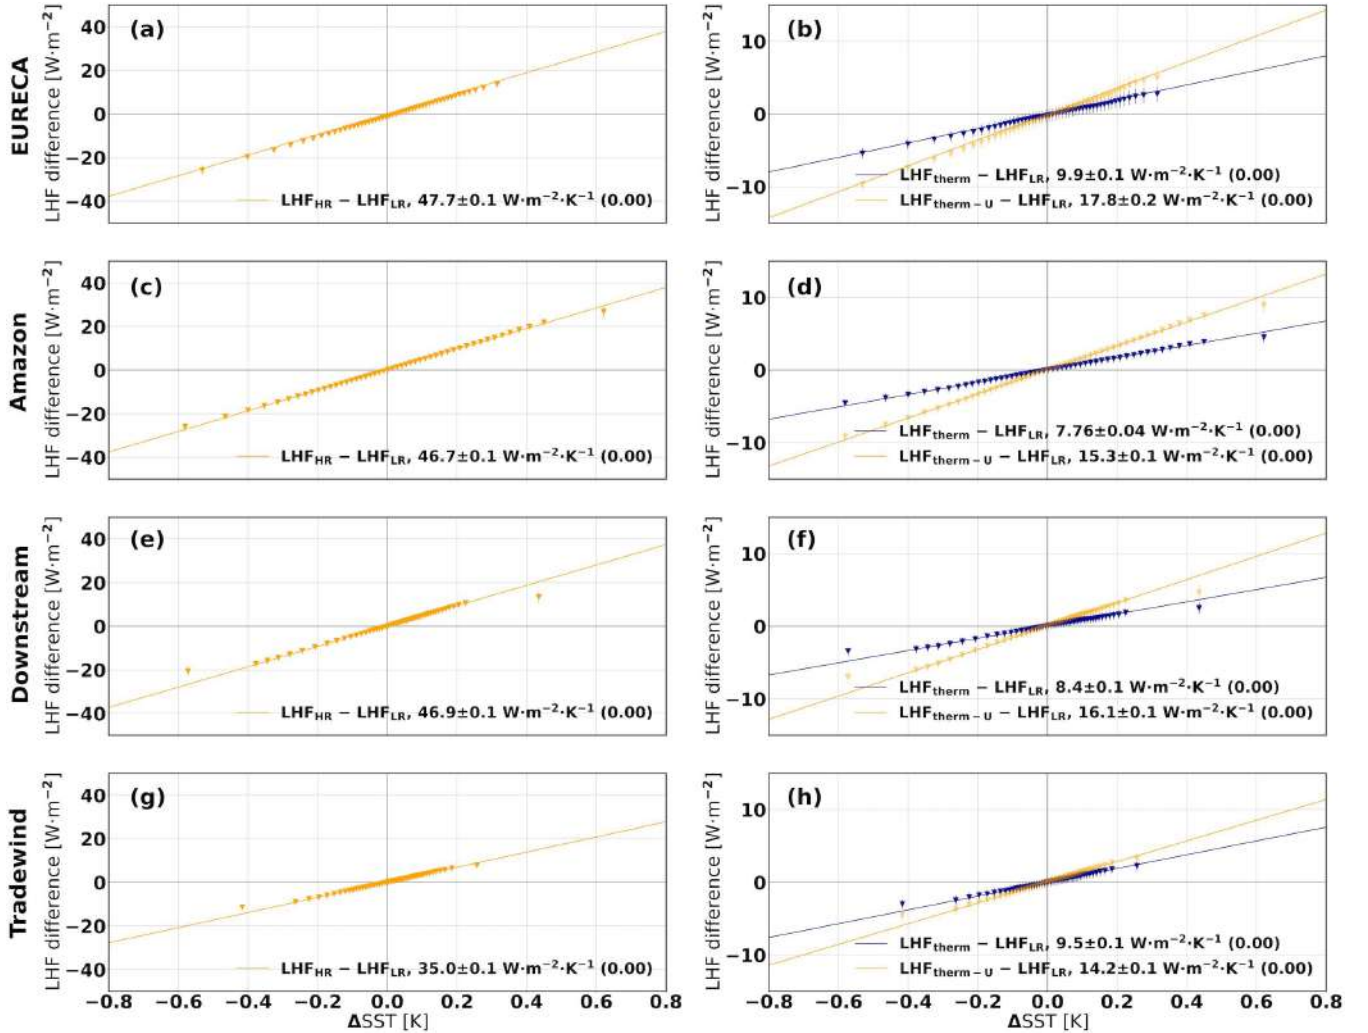 EURECA
LHF difference [W·m⁻²]
40
20
0
−20
−40
(a)
LHF_HR − LHF_LR, 47.7±0.1 W·m⁻²·K⁻¹ (0.00)
LHF difference [W·m⁻²]
10
0
−10
(b)
LHF_therm − LHF_LR, 9.9±0.1 W·m⁻²·K⁻¹ (0.00)
LHF_therm−U − LHF_LR, 17.8±0.2 W·m⁻²·K⁻¹ (0.00)
Amazon
LHF difference [W·m⁻²]
40
20
0
−20
−40
(c)
LHF_HR − LHF_LR, 46.7±0.1 W·m⁻²·K⁻¹ (0.00)
LHF difference [W·m⁻²]
10
0
−10
(d)
LHF_therm − LHF_LR, 7.76±0.04 W·m⁻²·K⁻¹ (0.00)
LHF_therm−U − LHF_LR, 15.3±0.1 W·m⁻²·K⁻¹ (0.00)
Downstream
LHF difference [W·m⁻²]
40
20
0
−20
−40
(e)
LHF_HR − LHF_LR, 46.9±0.1 W·m⁻²·K⁻¹ (0.00)
LHF difference [W·m⁻²]
10
0
−10
(f)
LHF_therm − LHF_LR, 8.4±0.1 W·m⁻²·K⁻¹ (0.00)
LHF_therm−U − LHF_LR, 16.1±0.1 W·m⁻²·K⁻¹ (0.00)
Tradewind
LHF difference [W·m⁻²]
40
20
0
−20
−40
(g)
LHF_HR − LHF_LR, 35.0±0.1 W·m⁻²·K⁻¹ (0.00)
−0.8 −0.6 −0.4 −0.2 0.0 0.2 0.4 0.6 0.8
ΔSST [K]
LHF difference [W·m⁻²]
10
0
−10
(h)
LHF_therm − LHF_LR, 9.5±0.1 W·m⁻²·K⁻¹ (0.00)
LHF_therm−U − LHF_LR, 14.2±0.1 W·m⁻²·K⁻¹ (0.00)
−0.8 −0.6 −0.4 −0.2 0.0 0.2 0.4 0.6 0.8
ΔSST [K]